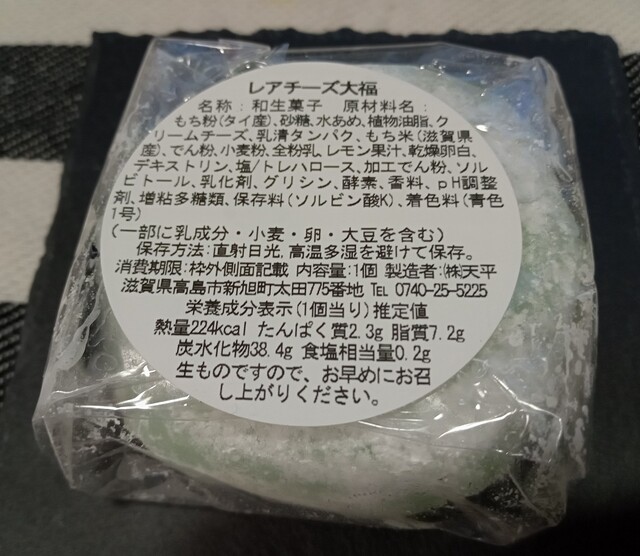 レアチーズ大福
名称：和生菓子　原材料名：
もち粉(タイ産)、砂糖、水あめ、植物油脂、ク
リームチーズ、乳清タンパク、もち米(滋賀県
産)、でん粉、小麦粉、全粉乳、レモン果汁、乾燥卵白、
デキストリン、塩/トレハロース、加工でん粉、ソル
ビトール、乳化剤、グリシン、酵素、香料、pH調整
剤、増粘多糖類、保存料(ソルビン酸K)、着色料(青色
1号)
(一部に乳成分・小麦・卵・大豆を含む)
保存方法:直射日光,高温多湿を避けて保存。
消費期限:枠外側面記載 内容量:1個 製造者:㈱天平
滋賀県高島市新旭町太田775番地 ℡ 0740-25-5225
栄養成分表示(1個当り)推定値
熱量224kcal たんぱく質2.3g 脂質7.2g
炭水化物38.4g 食塩相当量0.2g
生ものですので、お早めにお召
し上がりください。